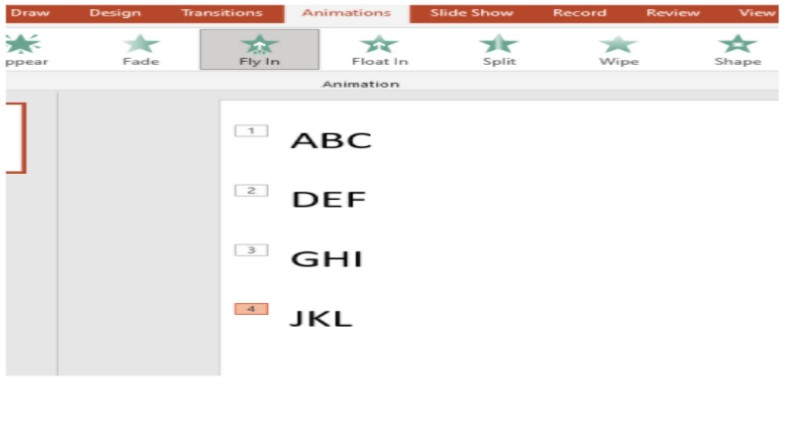 Draw Design Transitions Animations Slide Show Record Review View
ppear Fade Fly In Float In Split Wipe Shape
Animation
1 ABC
2 DEF
3 GHI
4 JKL